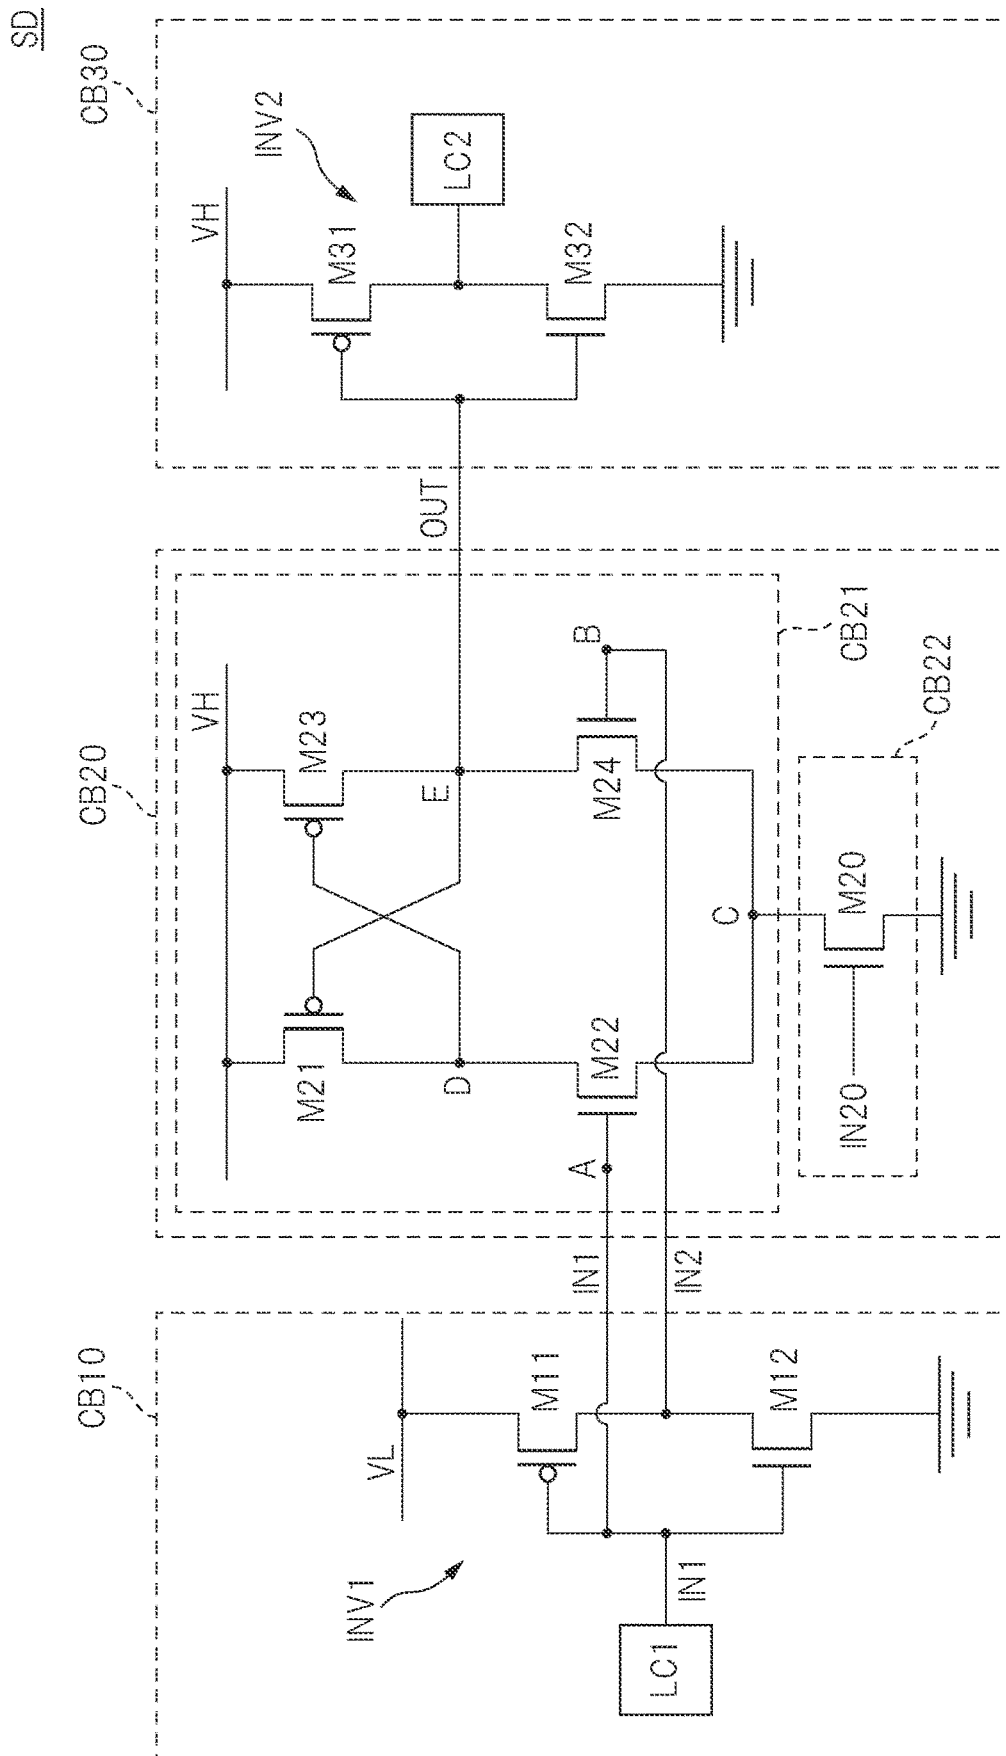 SD
CB10
CB20
CB30
VL
INV1
M11
M12
LC1
IN1
IN1
IN2
VH
M21
M23
D
E
A
M22
M24
B
C
CB21
CB22
IN20
M20
OUT
VH
INV2
M31
M32
LC2